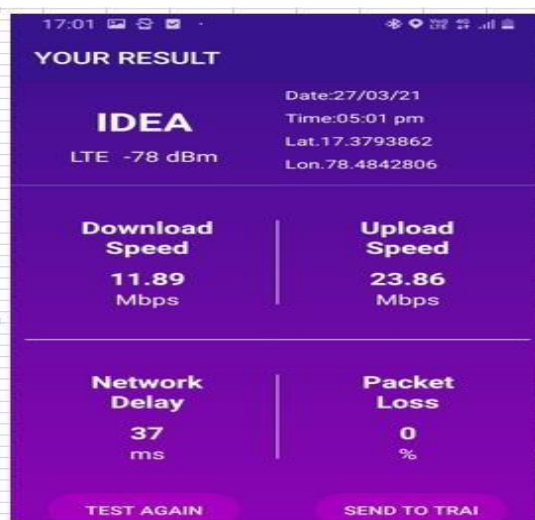 17:01
YOUR RESULT
IDEA
LTE -78 dBm
Date:27/03/21
Time:05:01 pm
Lat.17.3793862
Lon.78.4842806
Download
Speed
11.89
Mbps
Upload
Speed
23.86
Mbps
Network
Delay
37
ms
Packet
Loss
0
%
TEST AGAIN
SEND TO TRAI